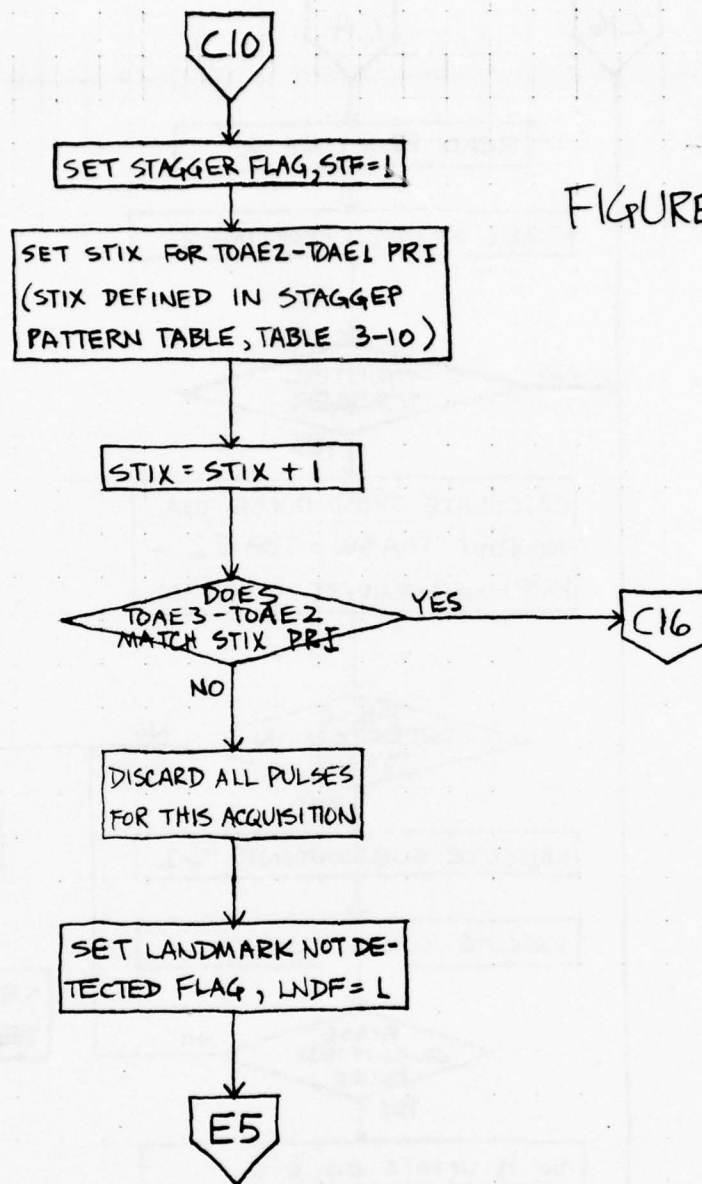 C10
SET STAGGER FLAG, STF=1
FIGURE
SET STIX FOR TOAE2-TOAE1 PRI
(STIX DEFINED IN STAGGEP
PATTERN TABLE, TABLE 3-10)
STIX = STIX + 1
DOES
TOAE3-TOAE2
MATCH STIX PRI
YES
C16
NO
DISCARD ALL PULSES
FOR THIS ACQUISITION
SET LANDMARK NOT DE-
TECTED FLAG, LNDF=1
E5